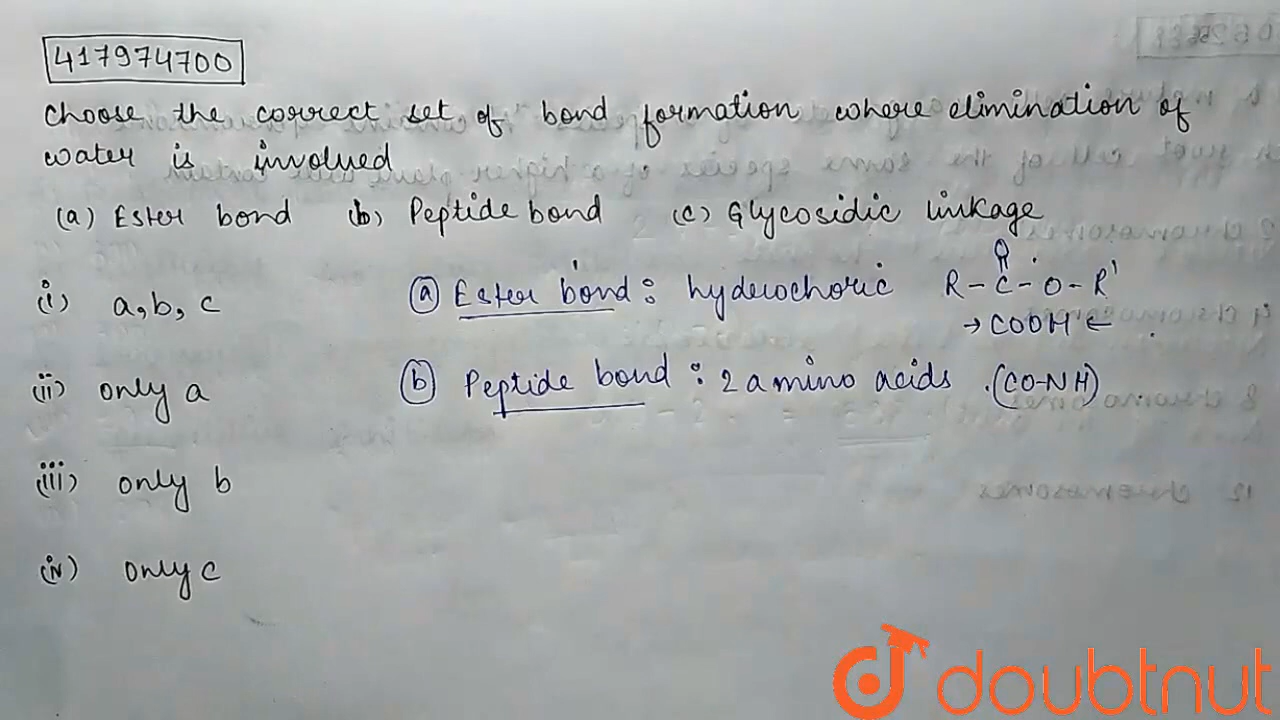 417974700
Choose the correct set of bond formation where elimination of
water is involved
(a) Ester bond (b) Peptide bond (c) Glycosidic linkage
(i) a, b, c
(a) Ester bond : hyderochoric R-C-O-R'
O
→ COOH ←
(ii) only a
(b) Peptide bond : 2 amino acids .(CO-NH)
(iii) only b
(iv) only c
doubtnut